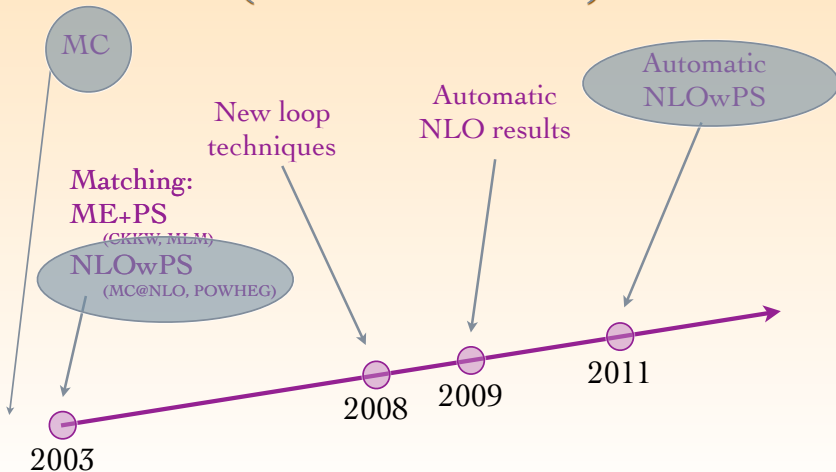 MC
Automatic
NLOwPS
New loop
techniques
Automatic
NLO results
Matching:
ME+PS
(CKKW, MLM)
NLOwPS
(MC@NLO, POWHEG)
2003
2008
2009
2011